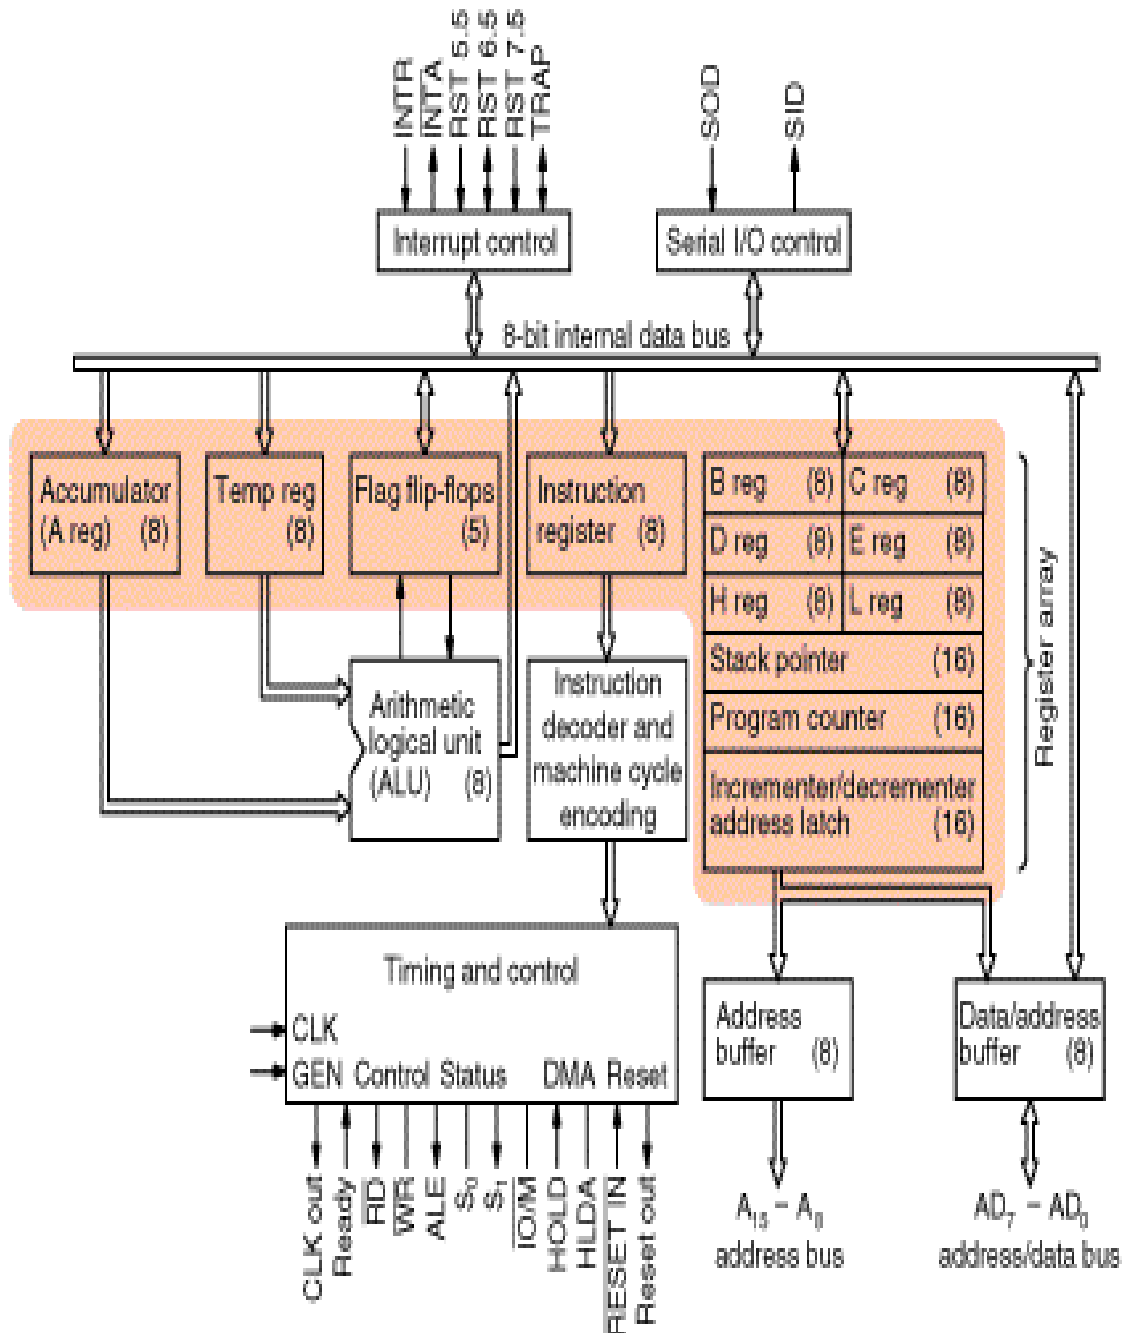 INTR
INTA
RST 5.5
RST 6.5
RST 7.5
TRAP
SOD
SID
Interrupt control
Serial I/O control
8-bit internal data bus
Accumulator
(A reg) (8)
Temp reg
(8)
Flag flip-flops
(5)
Instruction
register (8)
B reg (8) C reg (8)
D reg (8) E reg (8)
H reg (8) L reg (8)
Stack pointer (16)
Program counter (16)
Incrementer/decrementer
address latch (16)
Register array
Arithmetic
logical unit
(ALU) (8)
Instruction
decoder and
machine cycle
encoding
Timing and control
CLK
GEN Control Status DMA Reset
CLK out
Ready
RD
WR
ALE
S₀
S₁
IO/M
HOLD
HLDA
RESET IN
Reset out
Address
buffer (8)
Data/address
buffer (8)
A₁₅ – A₈
address bus
AD₇ – AD₀
address/data bus